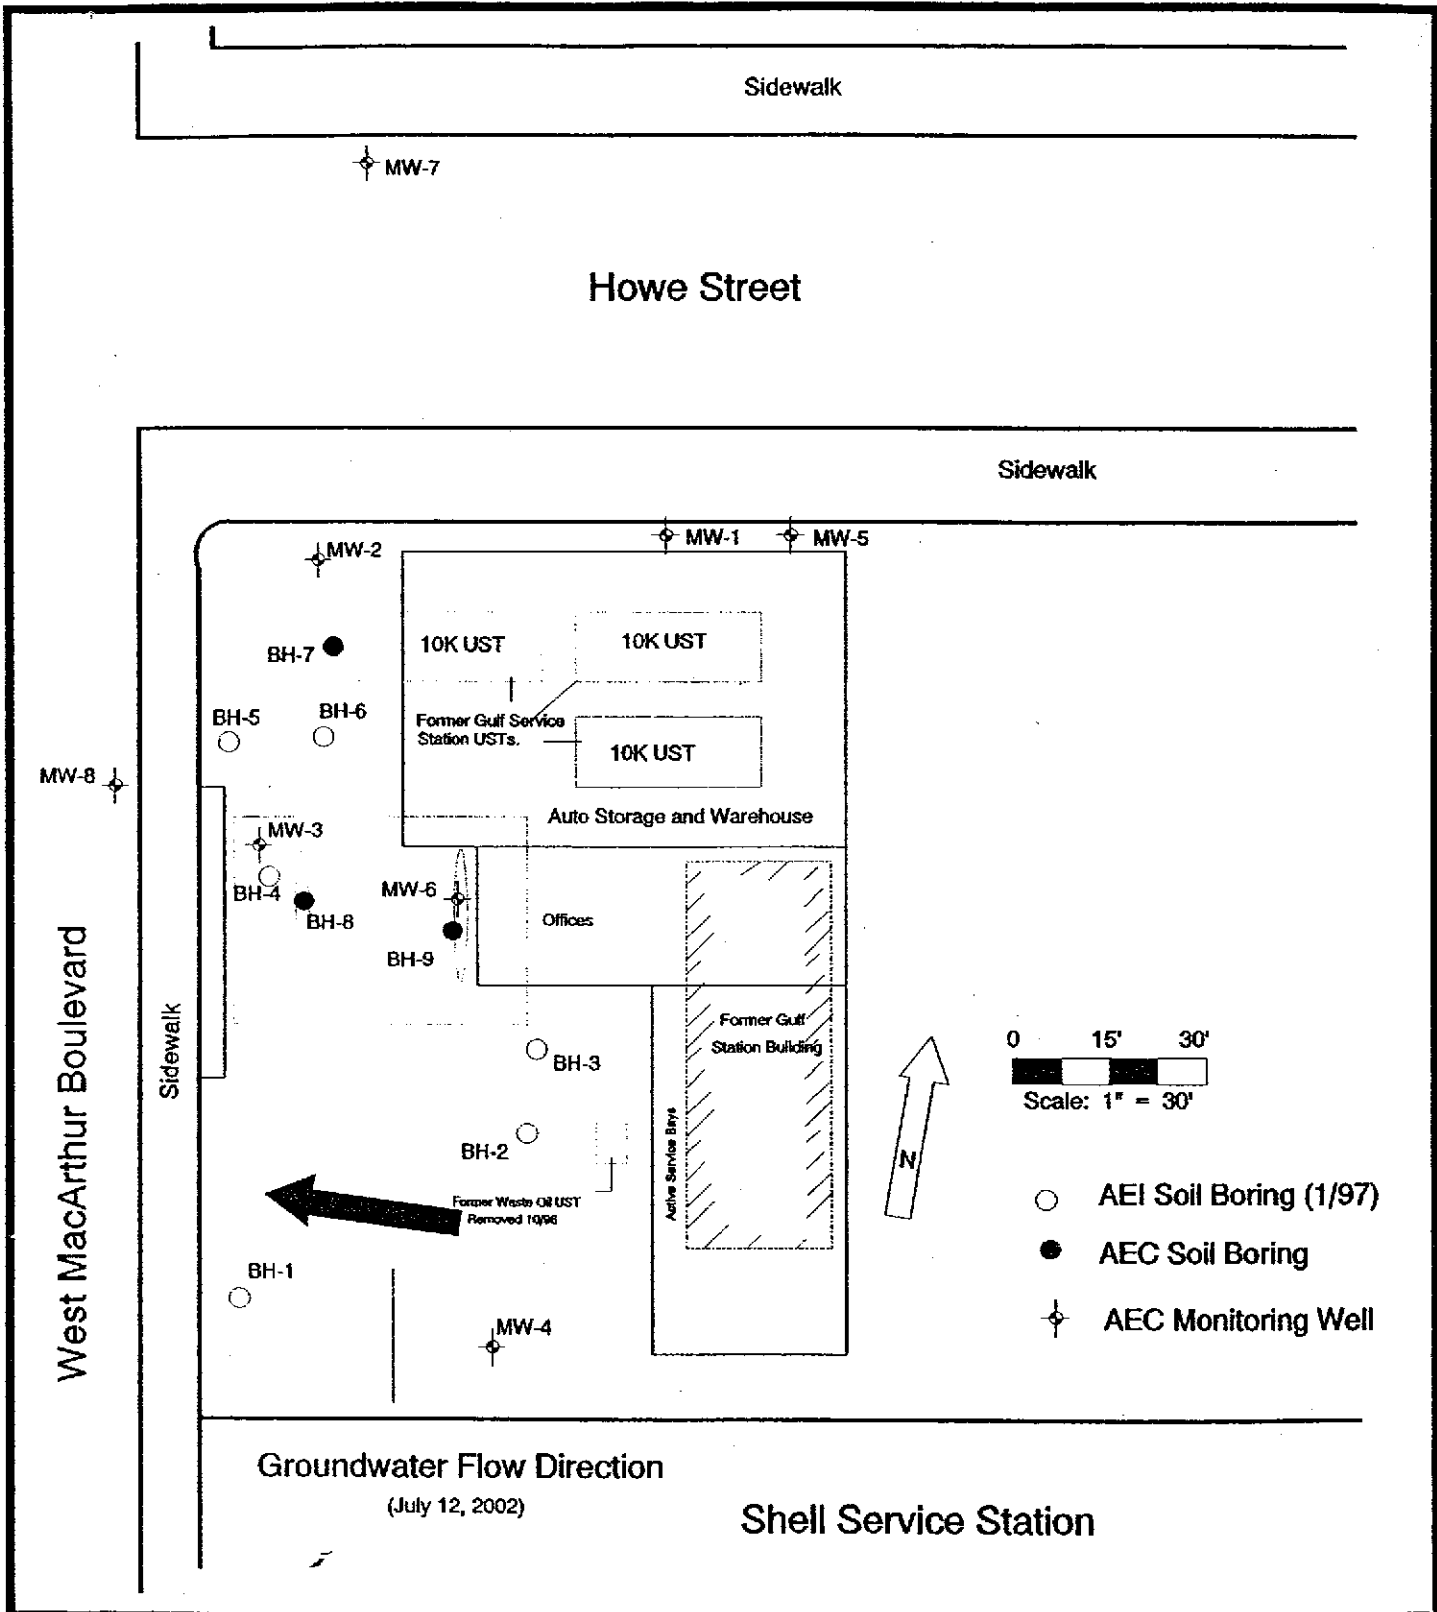 Sidewalk
MW-7
Howe Street
Sidewalk
MW-2
MW-1
MW-5
BH-7
10K UST
10K UST
BH-5
BH-6
Former Gulf Service
Station USTs.
10K UST
MW-8
Auto Storage and Warehouse
MW-3
BH-4
MW-6
BH-8
Offices
BH-9
West MacArthur Boulevard
Sidewalk
Former Gulf
Station Building
BH-3
0 15' 30'
Scale: 1" = 30'
BH-2
Active Service Bays
N
Former Waste Oil UST
Removed 10/96
AEI Soil Boring (1/97)
AEC Soil Boring
BH-1
MW-4
AEC Monitoring Well
Groundwater Flow Direction
(July 12, 2002)
Shell Service Station